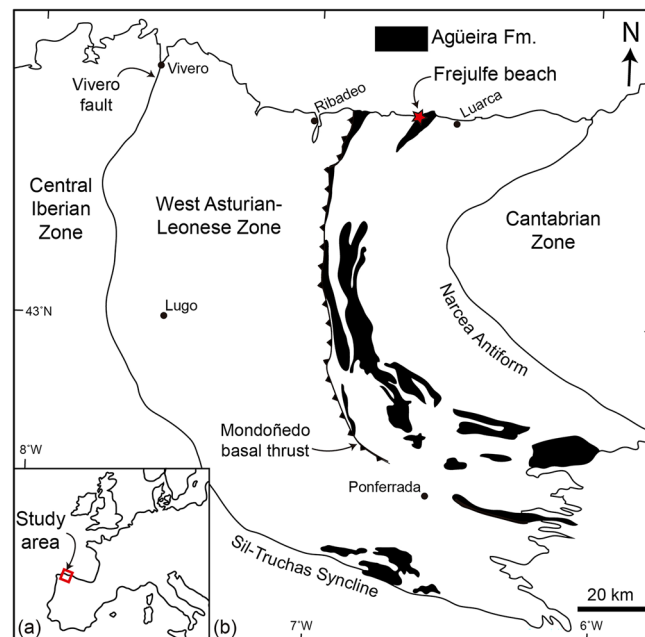 Agüeira Fm.
N
Frejulfe beach
Vivero
Vivero
fault
Ribadeo
Luarca
Central
Iberian
Zone
West Asturian-
Leonese Zone
Cantabrian
Zone
Lugo
43°N
Narcea Antiform
Mondoñedo
basal thrust
8°W
Ponferrada
Study
area
Sil-Truchas Syncline
20 km
(a)
(b)
7°W
6°W